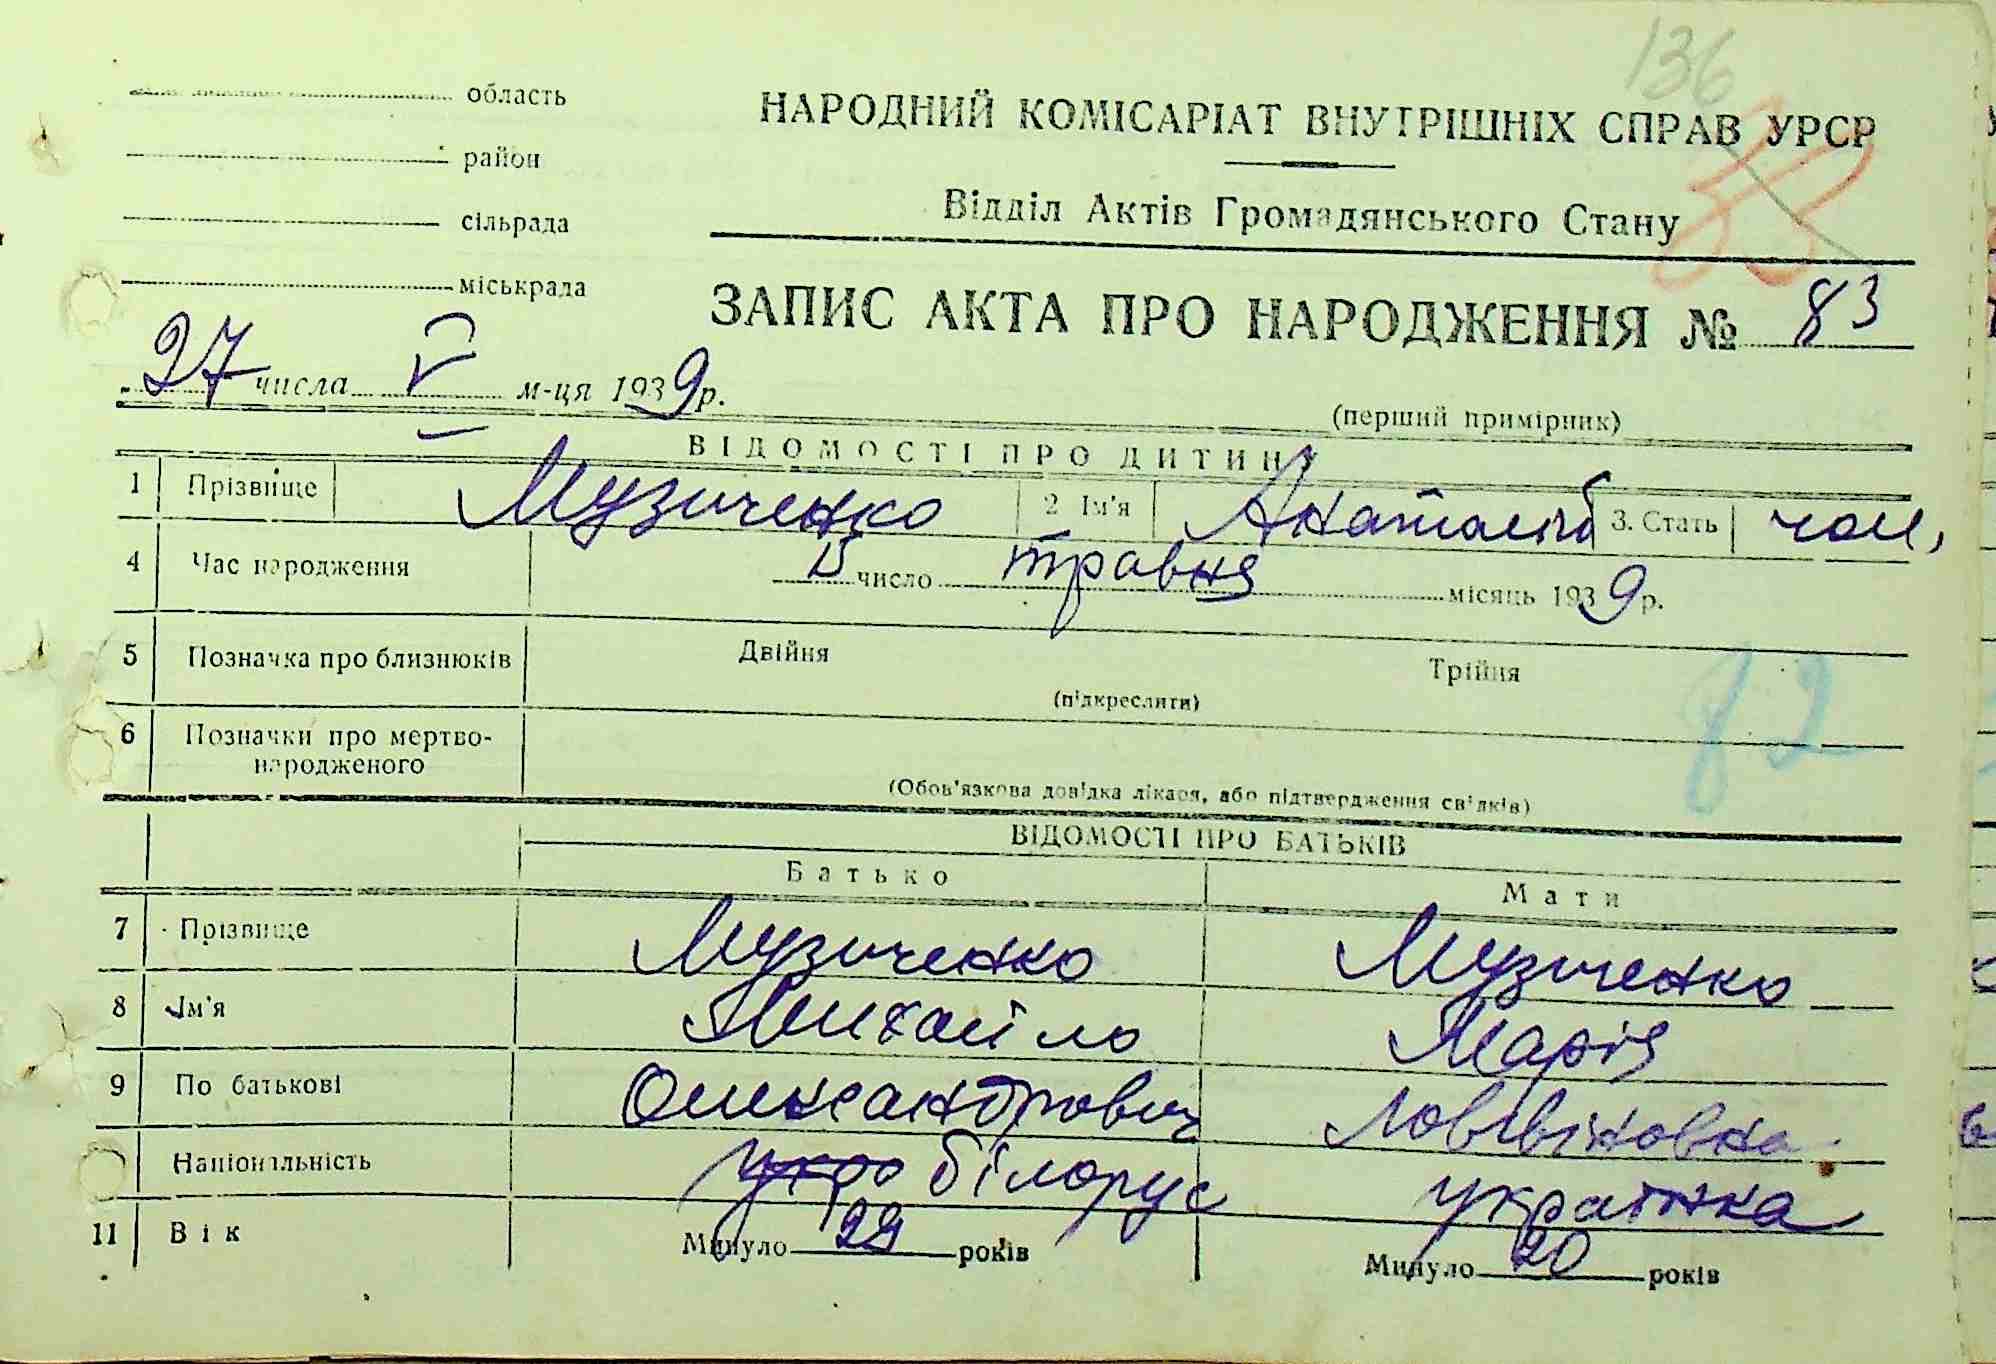 136
область
НАРОДНИЙ КОМІСАРІАТ ВНУТРІШНІХ СПРАВ УРСР
район
Відділ Актів Громадянського Стану
сільрада
міськрада
ЗАПИС АКТА ПРО НАРОДЖЕННЯ № 83
27 числа V м-ця 1939 р.
(перший примірник)
ВІДОМОСТІ ПРО ДИТИНУ
1 Прізвище Музиченко 2 Ім'я Анатолій 3. Стать чол.
4 Час народження число травня місяць 1939 р.
5 Позначка про близнюків Двійня Трійня
(підкреслити)
82
6 Позначки про мертво-
народженого
(Обов'язкова довідка лікаря, або підтвердження свідків)
ВІДОМОСТІ ПРО БАТЬКІВ
Батько Мати
7 Прізвище Музиченко Музиченко
8 Ім'я Михайло Марія
9 По батькові Олександрович
Національність укра білорус українка
11 Вік Минуло років Минуло 20 років